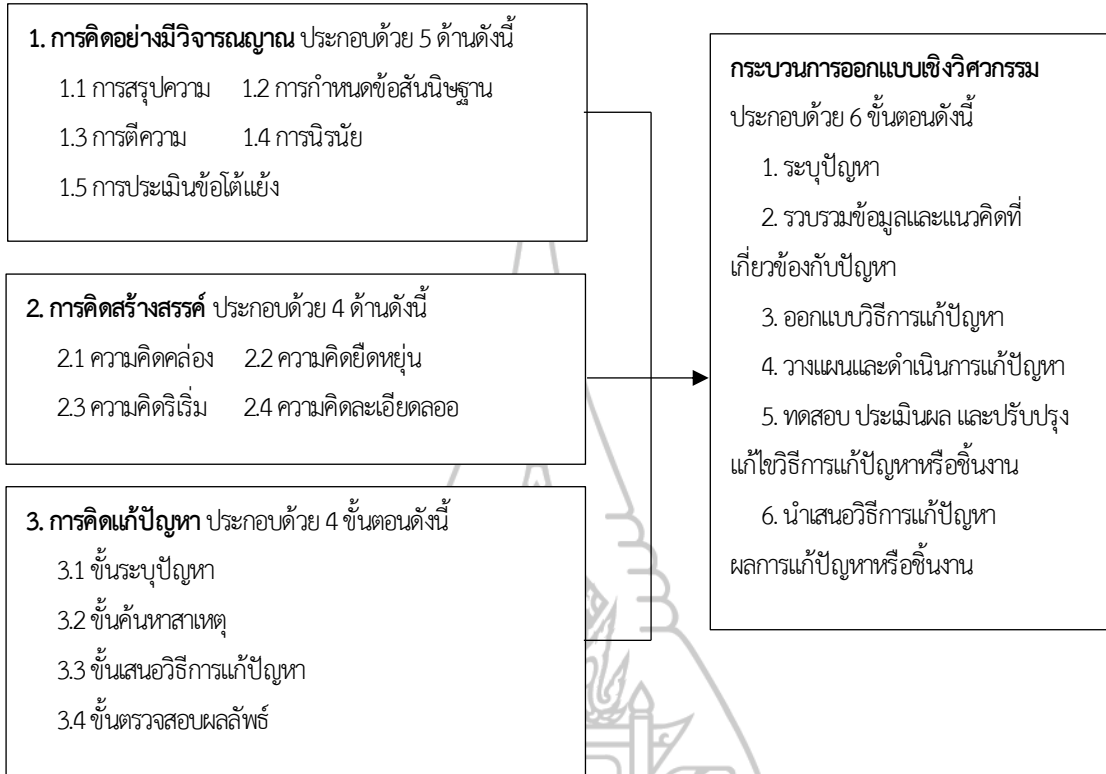 1. การคิดอย่างมีวิจารณญาณ ประกอบด้วย 5 ด้านดังนี้
1.1 การสรุปความ 1.2 การกำหนดข้อสันนิษฐาน
1.3 การตีความ 1.4 การนิรนัย
1.5 การประเมินข้อโต้แย้ง
2. การคิดสร้างสรรค์ ประกอบด้วย 4 ด้านดังนี้
2.1 ความคิดคล่อง 2.2 ความคิดยืดหยุ่น
2.3 ความคิดริเริ่ม 2.4 ความคิดละเอียดลออ
3. การคิดแก้ปัญหา ประกอบด้วย 4 ขั้นตอนดังนี้
3.1 ขั้นระบุปัญหา
3.2 ขั้นค้นหาสาเหตุ
3.3 ขั้นเสนอวิธีการแก้ปัญหา
3.4 ขั้นตรวจสอบผลลัพธ์
กระบวนการออกแบบเชิงวิศวกรรม
ประกอบด้วย 6 ขั้นตอนดังนี้
1. ระบุปัญหา
2. รวบรวมข้อมูลและแนวคิดที่
เกี่ยวข้องกับปัญหา
3. ออกแบบวิธีการแก้ปัญหา
4. วางแผนและดำเนินการแก้ปัญหา
5. ทดสอบ ประเมินผล และปรับปรุง
แก้ไขวิธีการแก้ปัญหาหรือชิ้นงาน
6. นำเสนอวิธีการแก้ปัญหา
ผลการแก้ปัญหาหรือชิ้นงาน